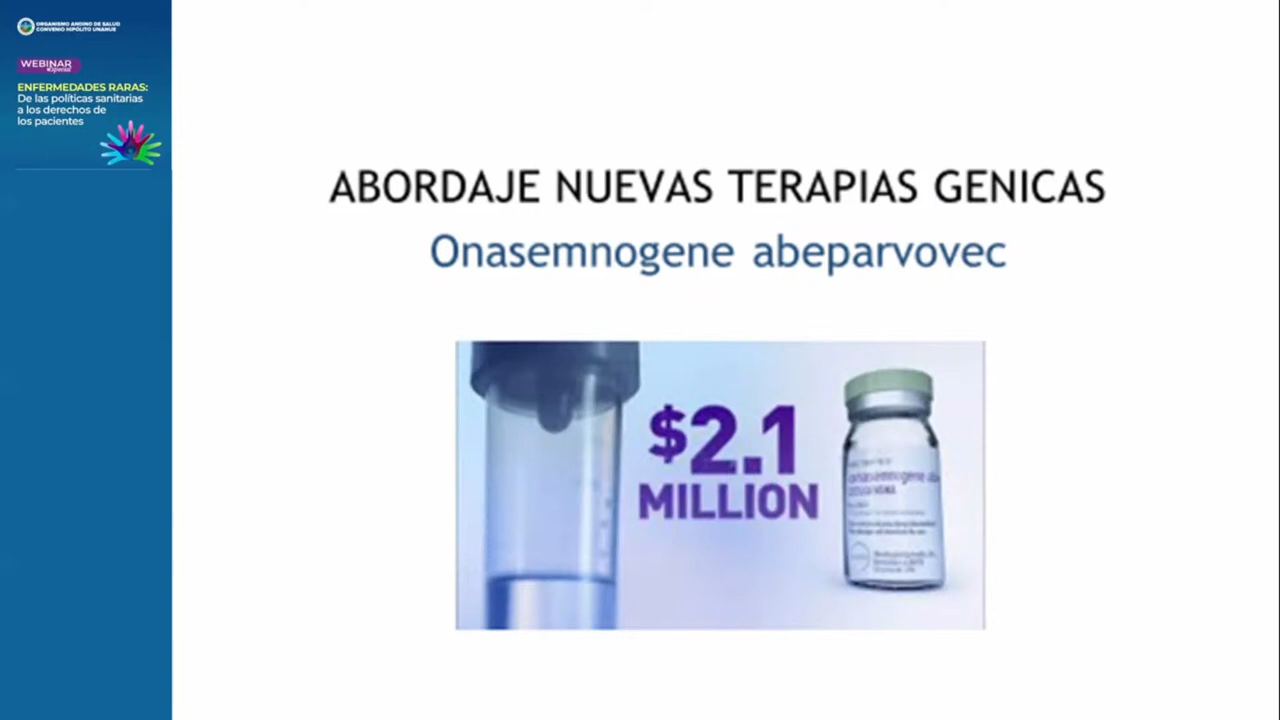 ORGANISMO ANDINO DE SALUD
CONVENIO HIPÓLITO UNANUE
WEBINAR
Especial
ENFERMEDADES RARAS:
De las políticas sanitarias
a los derechos de
los pacientes
ABORDAJE NUEVAS TERAPIAS GENICAS
Onasemnogene abeparvovec
$2.1
MILLION